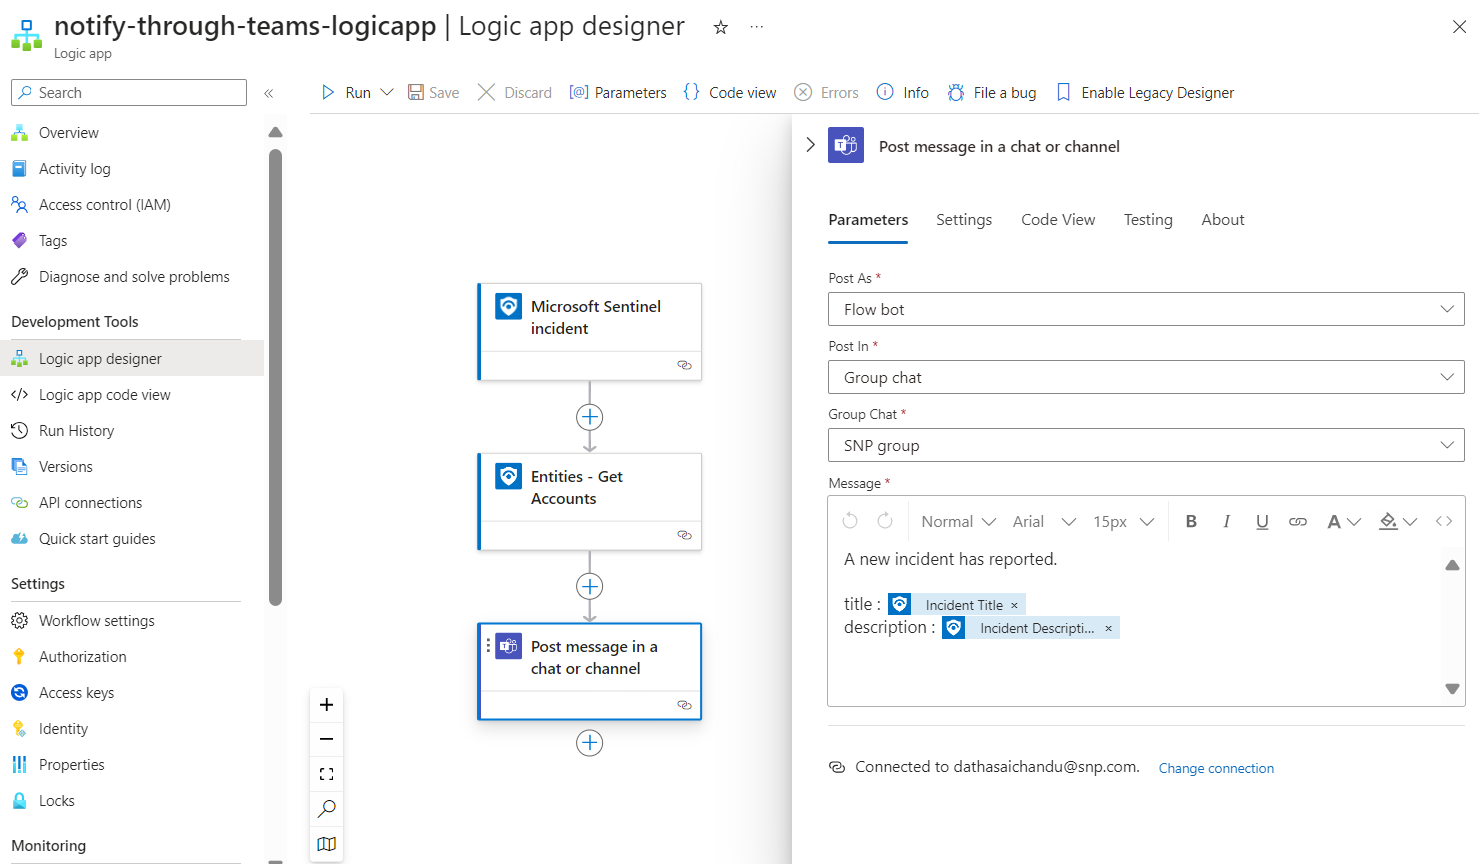 notify-through-teams-logicapp | Logic app designer
Logic app
Search
Overview
Activity log
Access control (IAM)
Tags
Diagnose and solve problems
Development Tools
Logic app designer
Logic app code view
Run History
Versions
API connections
Quick start guides
Settings
Workflow settings
Authorization
Access keys
Identity
Properties
Locks
Monitoring
Run
Save
Discard
Parameters
Code view
Errors
Info
File a bug
Enable Legacy Designer
Microsoft Sentinel
incident
Entities - Get
Accounts
Post message in a
chat or channel
Post message in a chat or channel
Parameters Settings Code View Testing About
Post As *
Flow bot
Post In *
Group chat
Group Chat *
SNP group
Message *
Normal Arial 15px B I U A
A new incident has reported.
title : Incident Title ×
description : Incident Descripti... ×
Connected to dathasaichandu@snp.com. Change connection